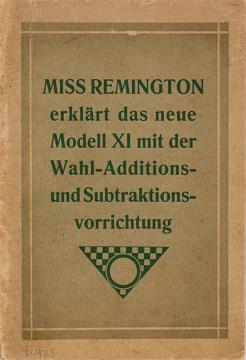 MISS REMINGTON
erklärt das neue
Modell XI mit der
Wahl-Additions-
und Subtraktions-
vorrichtung